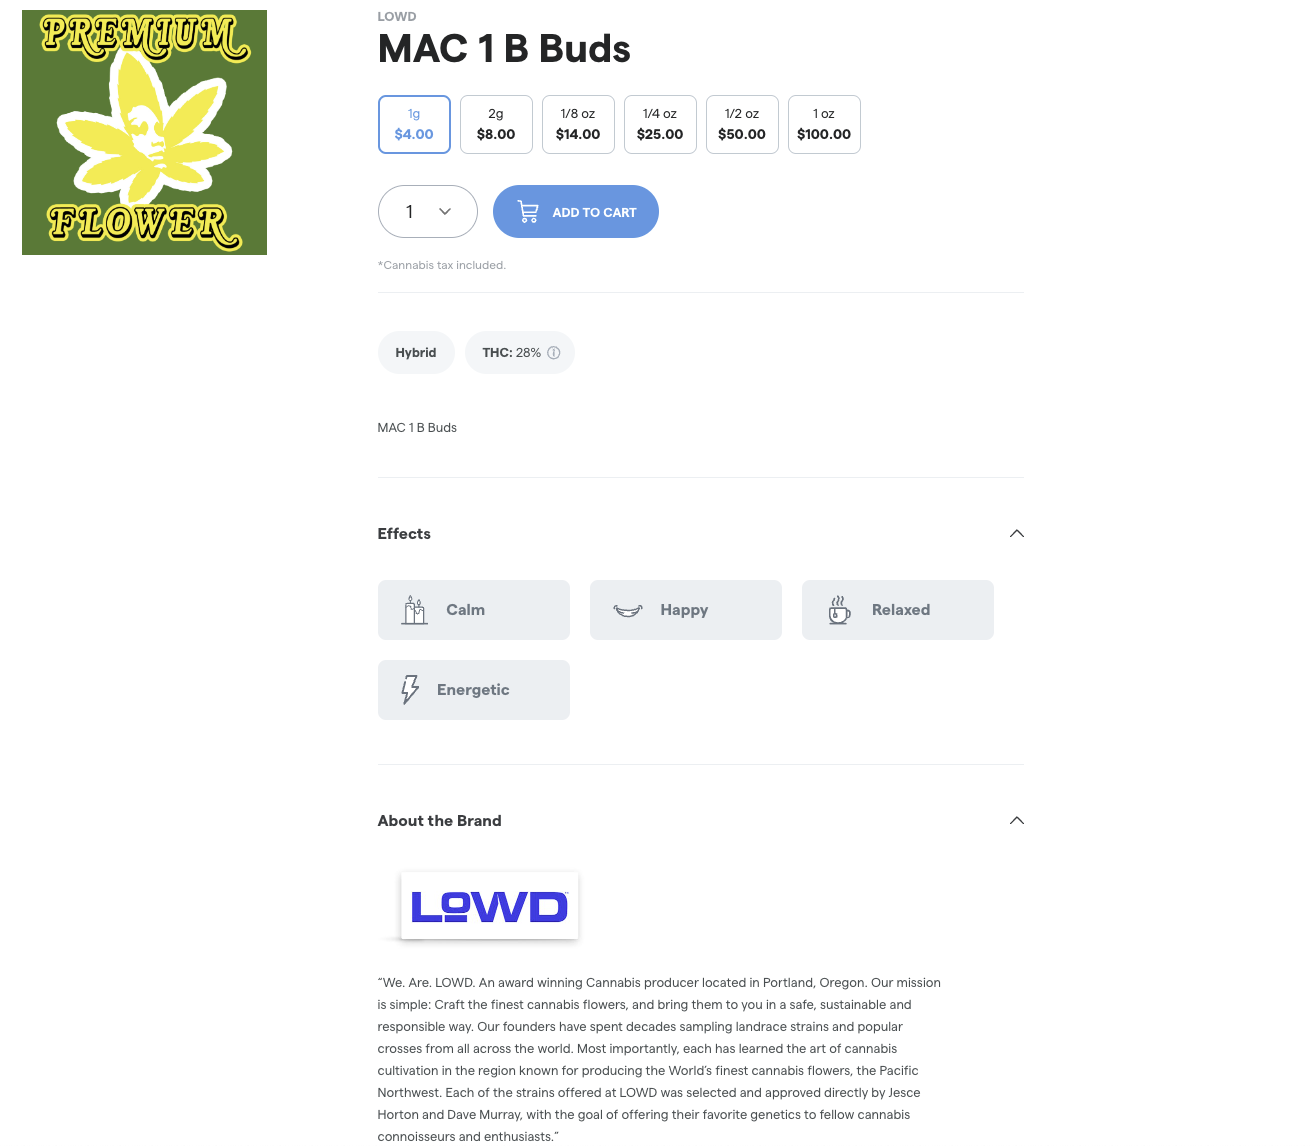 PREMIUM
FLOWER
LOWD
MAC 1 B Buds
1g
$4.00
2g
$8.00
1/8 oz
$14.00
1/4 oz
$25.00
1/2 oz
$50.00
1 oz
$100.00
1
ADD TO CART
*Cannabis tax included.
Hybrid
THC: 28%
MAC 1 B Buds
Effects
Calm
Happy
Relaxed
Energetic
About the Brand
LOWD
“We. Are. LOWD. An award winning Cannabis producer located in Portland, Oregon. Our mission
is simple: Craft the finest cannabis flowers, and bring them to you in a safe, sustainable and
responsible way. Our founders have spent decades sampling landrace strains and popular
crosses from all across the world. Most importantly, each has learned the art of cannabis
cultivation in the region known for producing the World’s finest cannabis flowers, the Pacific
Northwest. Each of the strains offered at LOWD was selected and approved directly by Jesce
Horton and Dave Murray, with the goal of offering their favorite genetics to fellow cannabis
connoisseurs and enthusiasts.”